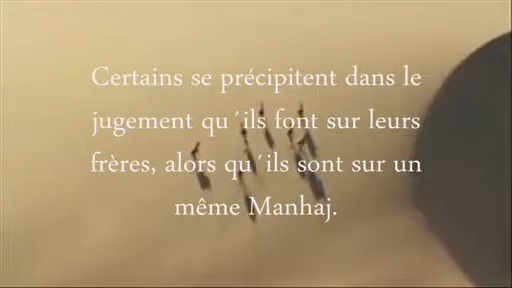 Certains se précipitent dans le
jugement qu´ils font sur leurs
frères, alors qu´ils sont sur un
même Manhaj.